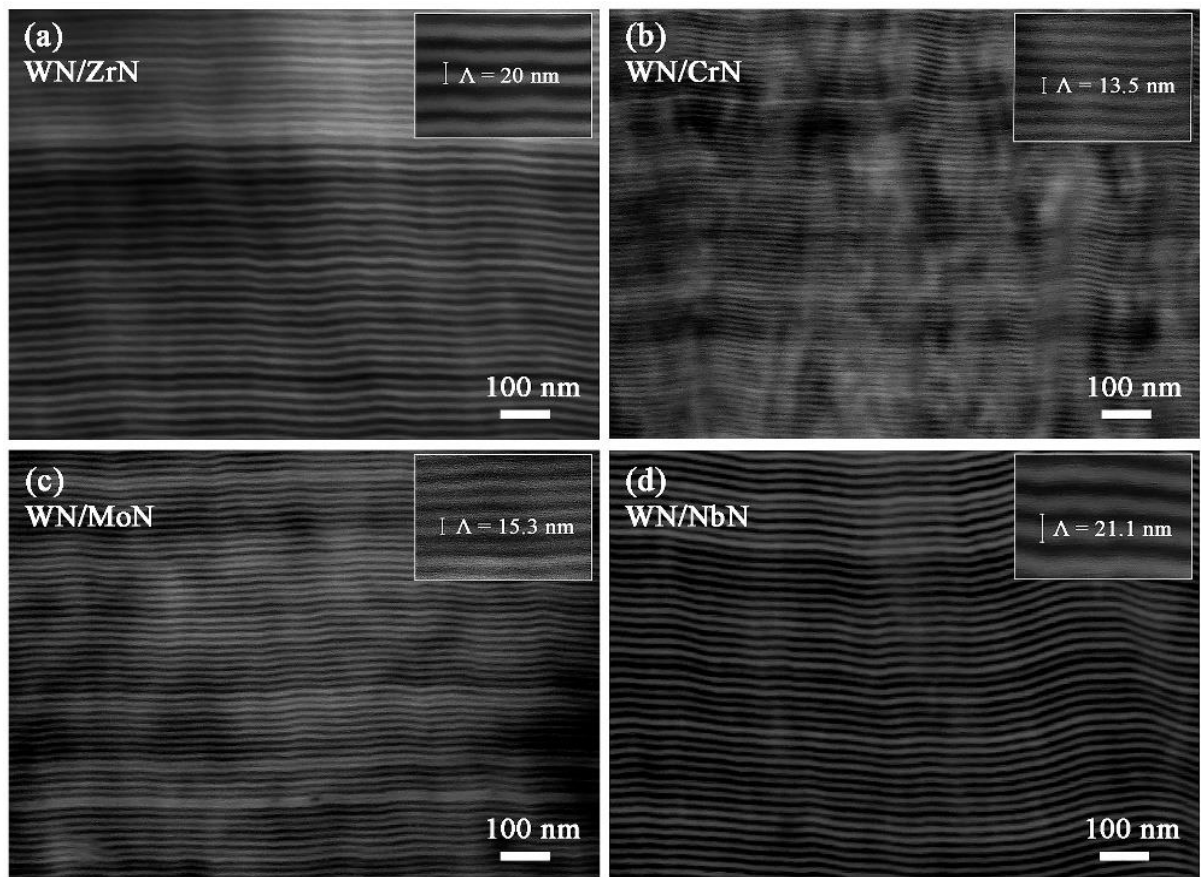 (a)
WN/ZrN
Λ = 20 nm
100 nm
(b)
WN/CrN
Λ = 13.5 nm
100 nm
(c)
WN/MoN
Λ = 15.3 nm
100 nm
(d)
WN/NbN
Λ = 21.1 nm
100 nm